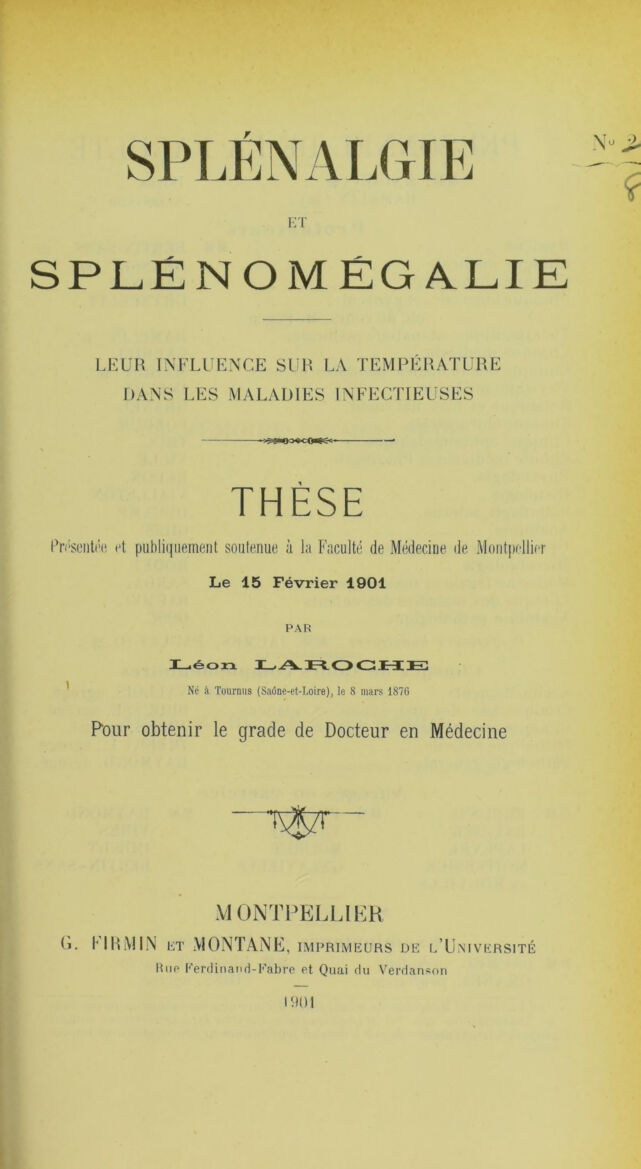 SPLÉNALGIE
ET
SPLÉNOMÉGALIE
LEUR INFLUENCE SUR LA TEMPÉRATURE
DANS LES MALADIES INFECTIEUSES
THÈSE
Présentée et publiquement soutenue à la Faculté de Médecine de Montpellier
Le 15 Février 1901
PAR
Léon LAROCHE
Né à Tournus (Saône-et-Loire), le 8 mars 1876
Pour obtenir le grade de Docteur en Médecine
MONTPELLIER
G. FIRMIN ET MONTANE, IMPRIMEURS DE L'UNIVERSITÉ
Rue Ferdinand-Fabre et Quai du Verdanson
1901
No